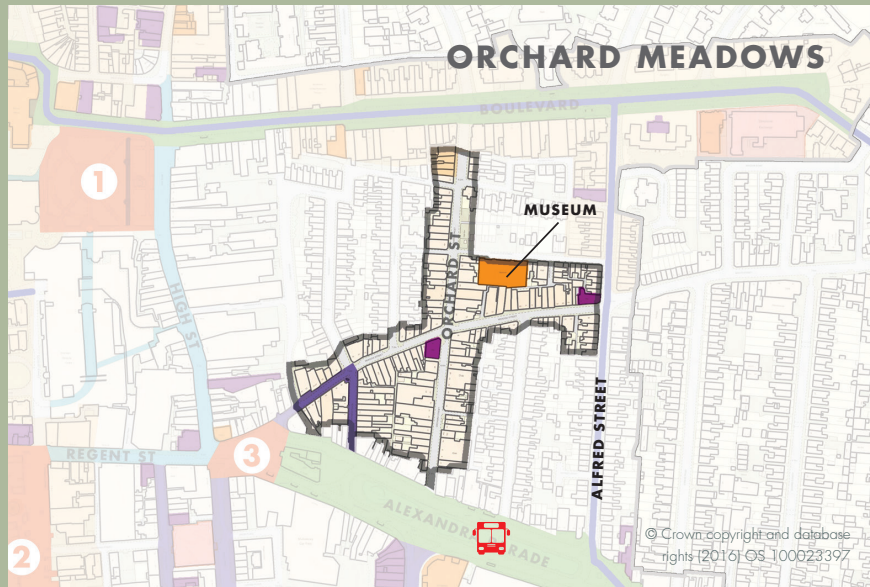 ORCHARD MEADOWS
BOULEVARD
1
MUSEUM
ORCHARD ST
HIGH ST
ALFRED STREET
REGENT ST
3
ALEXANDRA PARADE
2
© Crown copyright and database
rights (2016) OS 100023397